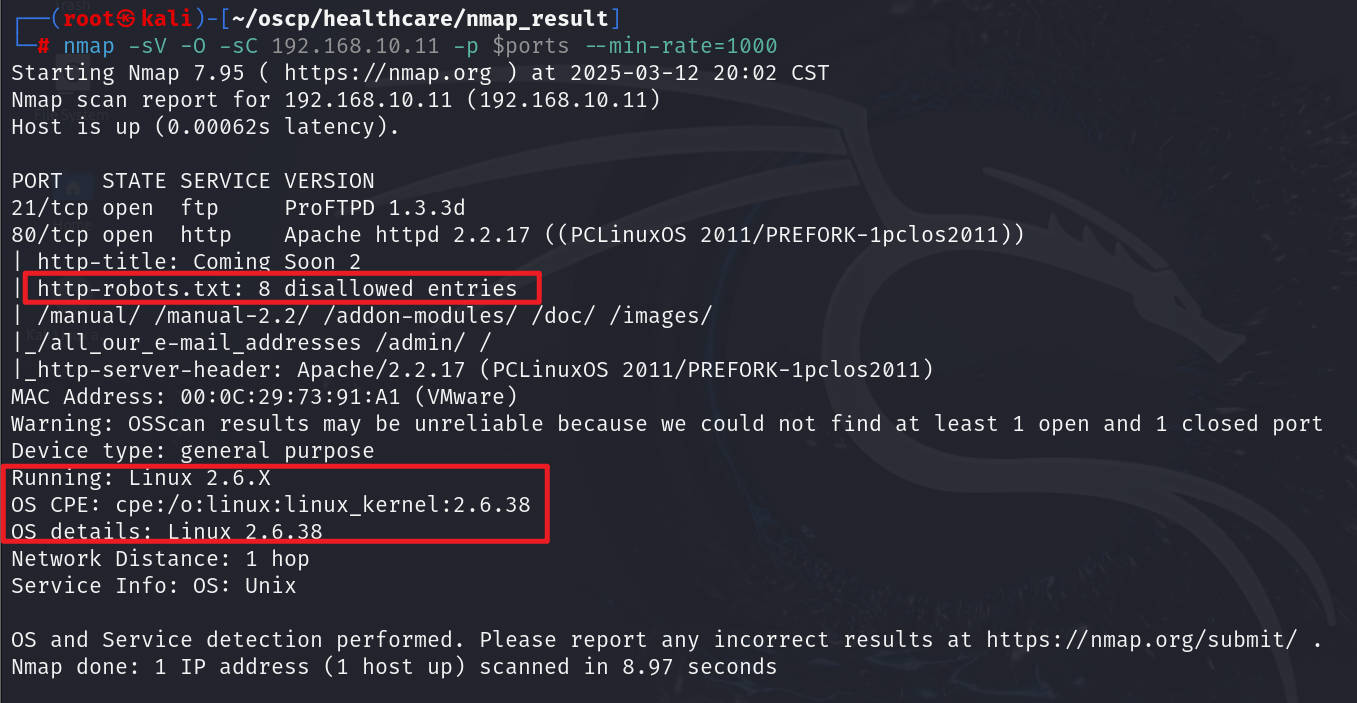 ┌──(root㉿kali)-[~/oscp/healthcare/nmap_result]
└─# nmap -sV -O -sC 192.168.10.11 -p $ports --min-rate=1000
Starting Nmap 7.95 ( https://nmap.org ) at 2025-03-12 20:02 CST
Nmap scan report for 192.168.10.11 (192.168.10.11)
Host is up (0.00062s latency).

PORT   STATE SERVICE VERSION
21/tcp open  ftp     ProFTPD 1.3.3d
80/tcp open  http    Apache httpd 2.2.17 ((PCLinuxOS 2011/PREFORK-1pclos2011))
| http-title: Coming Soon 2
| http-robots.txt: 8 disallowed entries
| /manual/ /manual-2.2/ /addon-modules/ /doc/ /images/
|_/all_our_e-mail_addresses /admin/ /
|_http-server-header: Apache/2.2.17 (PCLinuxOS 2011/PREFORK-1pclos2011)
MAC Address: 00:0C:29:73:91:A1 (VMware)
Warning: OSScan results may be unreliable because we could not find at least 1 open and 1 closed port
Device type: general purpose
Running: Linux 2.6.X
OS CPE: cpe:/o:linux:linux_kernel:2.6.38
OS details: Linux 2.6.38
Network Distance: 1 hop
Service Info: OS: Unix

OS and Service detection performed. Please report any incorrect results at https://nmap.org/submit/ .
Nmap done: 1 IP address (1 host up) scanned in 8.97 seconds